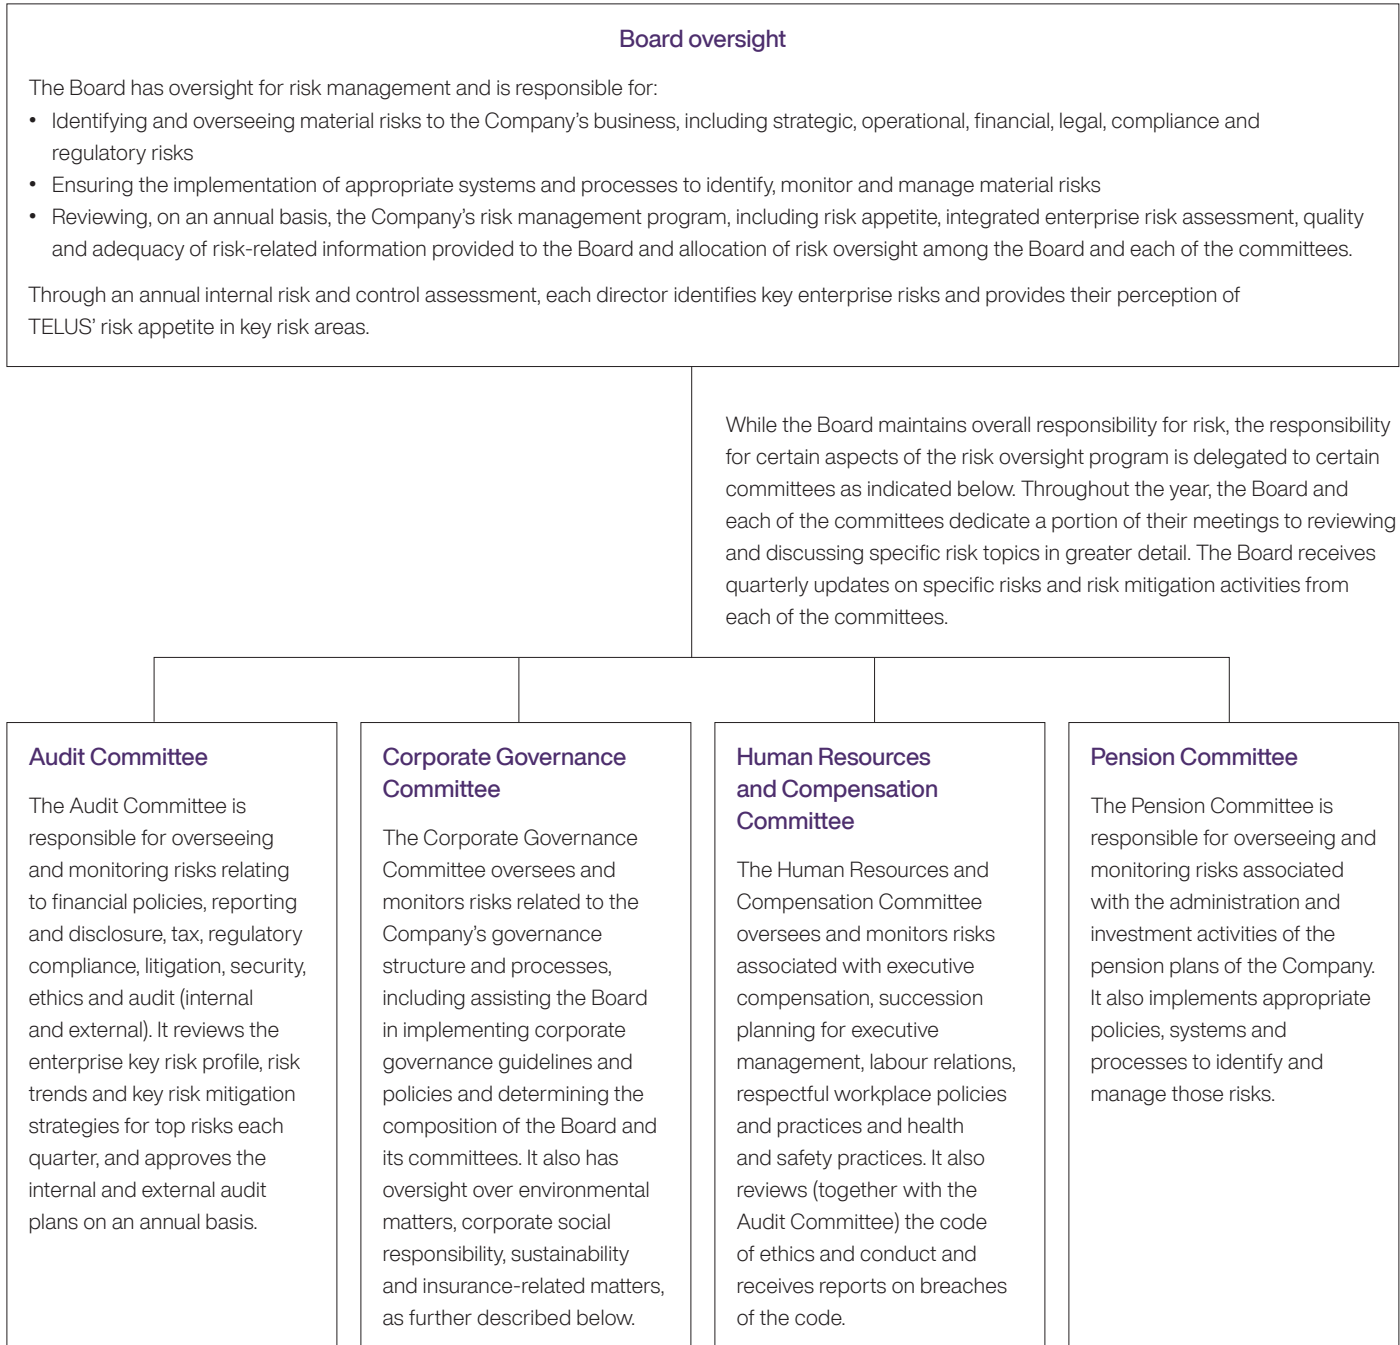 Board oversight
The Board has oversight for risk management and is responsible for:
• Identifying and overseeing material risks to the Company’s business, including strategic, operational, financial, legal, compliance and
regulatory risks
• Ensuring the implementation of appropriate systems and processes to identify, monitor and manage material risks
• Reviewing, on an annual basis, the Company’s risk management program, including risk appetite, integrated enterprise risk assessment, quality
and adequacy of risk-related information provided to the Board and allocation of risk oversight among the Board and each of the committees.
Through an annual internal risk and control assessment, each director identifies key enterprise risks and provides their perception of
TELUS’ risk appetite in key risk areas.
While the Board maintains overall responsibility for risk, the responsibility
for certain aspects of the risk oversight program is delegated to certain
committees as indicated below. Throughout the year, the Board and
each of the committees dedicate a portion of their meetings to reviewing
and discussing specific risk topics in greater detail. The Board receives
quarterly updates on specific risks and risk mitigation activities from
each of the committees.
Audit Committee
The Audit Committee is
responsible for overseeing
and monitoring risks relating
to financial policies, reporting
and disclosure, tax, regulatory
compliance, litigation, security,
ethics and audit (internal
and external). It reviews the
enterprise key risk profile, risk
trends and key risk mitigation
strategies for top risks each
quarter, and approves the
internal and external audit
plans on an annual basis.
Corporate Governance
Committee
The Corporate Governance
Committee oversees and
monitors risks related to the
Company’s governance
structure and processes,
including assisting the Board
in implementing corporate
governance guidelines and
policies and determining the
composition of the Board and
its committees. It also has
oversight over environmental
matters, corporate social
responsibility, sustainability
and insurance-related matters,
as further described below.
Human Resources
and Compensation
Committee
The Human Resources and
Compensation Committee
oversees and monitors risks
associated with executive
compensation, succession
planning for executive
management, labour relations,
respectful workplace policies
and practices and health
and safety practices. It also
reviews (together with the
Audit Committee) the code
of ethics and conduct and
receives reports on breaches
of the code.
Pension Committee
The Pension Committee is
responsible for overseeing and
monitoring risks associated
with the administration and
investment activities of the
pension plans of the Company.
It also implements appropriate
policies, systems and
processes to identify and
manage those risks.